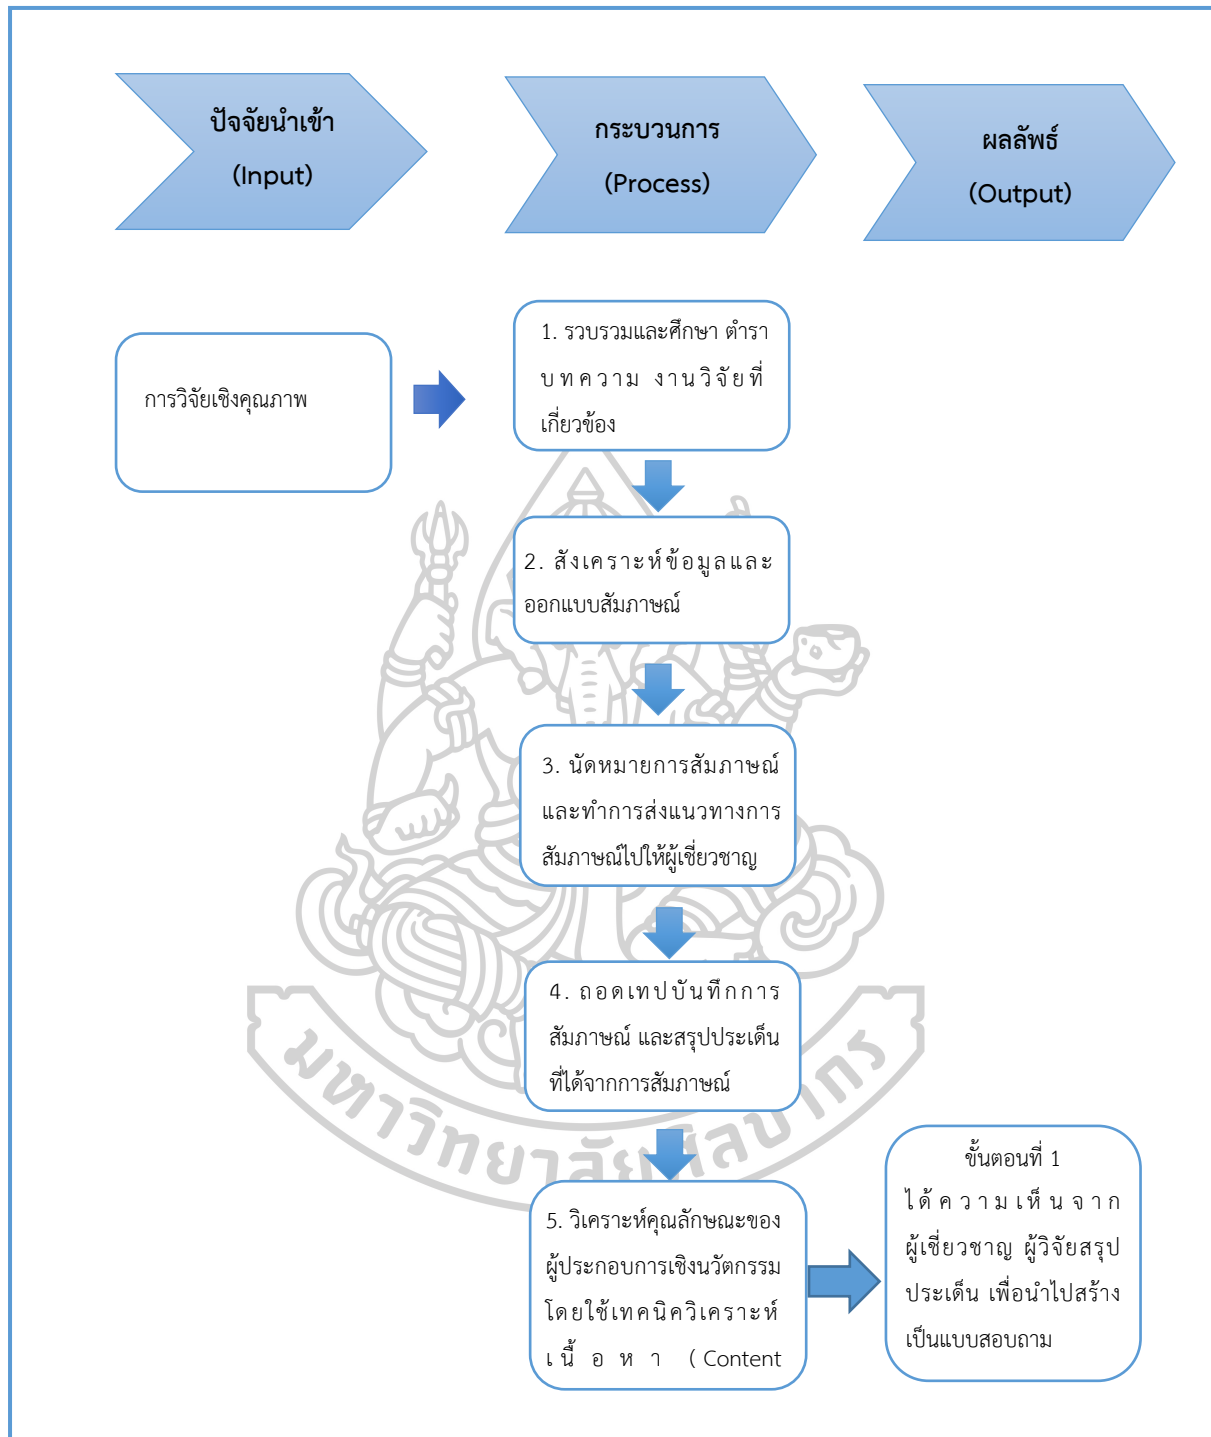 ปัจจัยนำเข้า
(Input)
กระบวนการ
(Process)
ผลลัพธ์
(Output)
การวิจัยเชิงคุณภาพ
1. รวบรวมและศึกษา ตำรา
บทความ งานวิจัยที่
เกี่ยวข้อง
2. สังเคราะห์ข้อมูลและ
ออกแบบสัมภาษณ์
3. นัดหมายการสัมภาษณ์
และทำการส่งแนวทางการ
สัมภาษณ์ไปให้ผู้เชี่ยวชาญ
4. ถอดเทปบันทึกการ
สัมภาษณ์ และสรุปประเด็น
ที่ได้จากการสัมภาษณ์
5. วิเคราะห์คุณลักษณะของ
ผู้ประกอบการเชิงนวัตกรรม
โดยใช้เทคนิควิเคราะห์
เนื้อหา (Content
ขั้นตอนที่ 1
ได้ความเห็นจาก
ผู้เชี่ยวชาญ ผู้วิจัยสรุป
ประเด็น เพื่อนำไปสร้าง
เป็นแบบสอบถาม
มหาวิทยาลัยศิลปากร